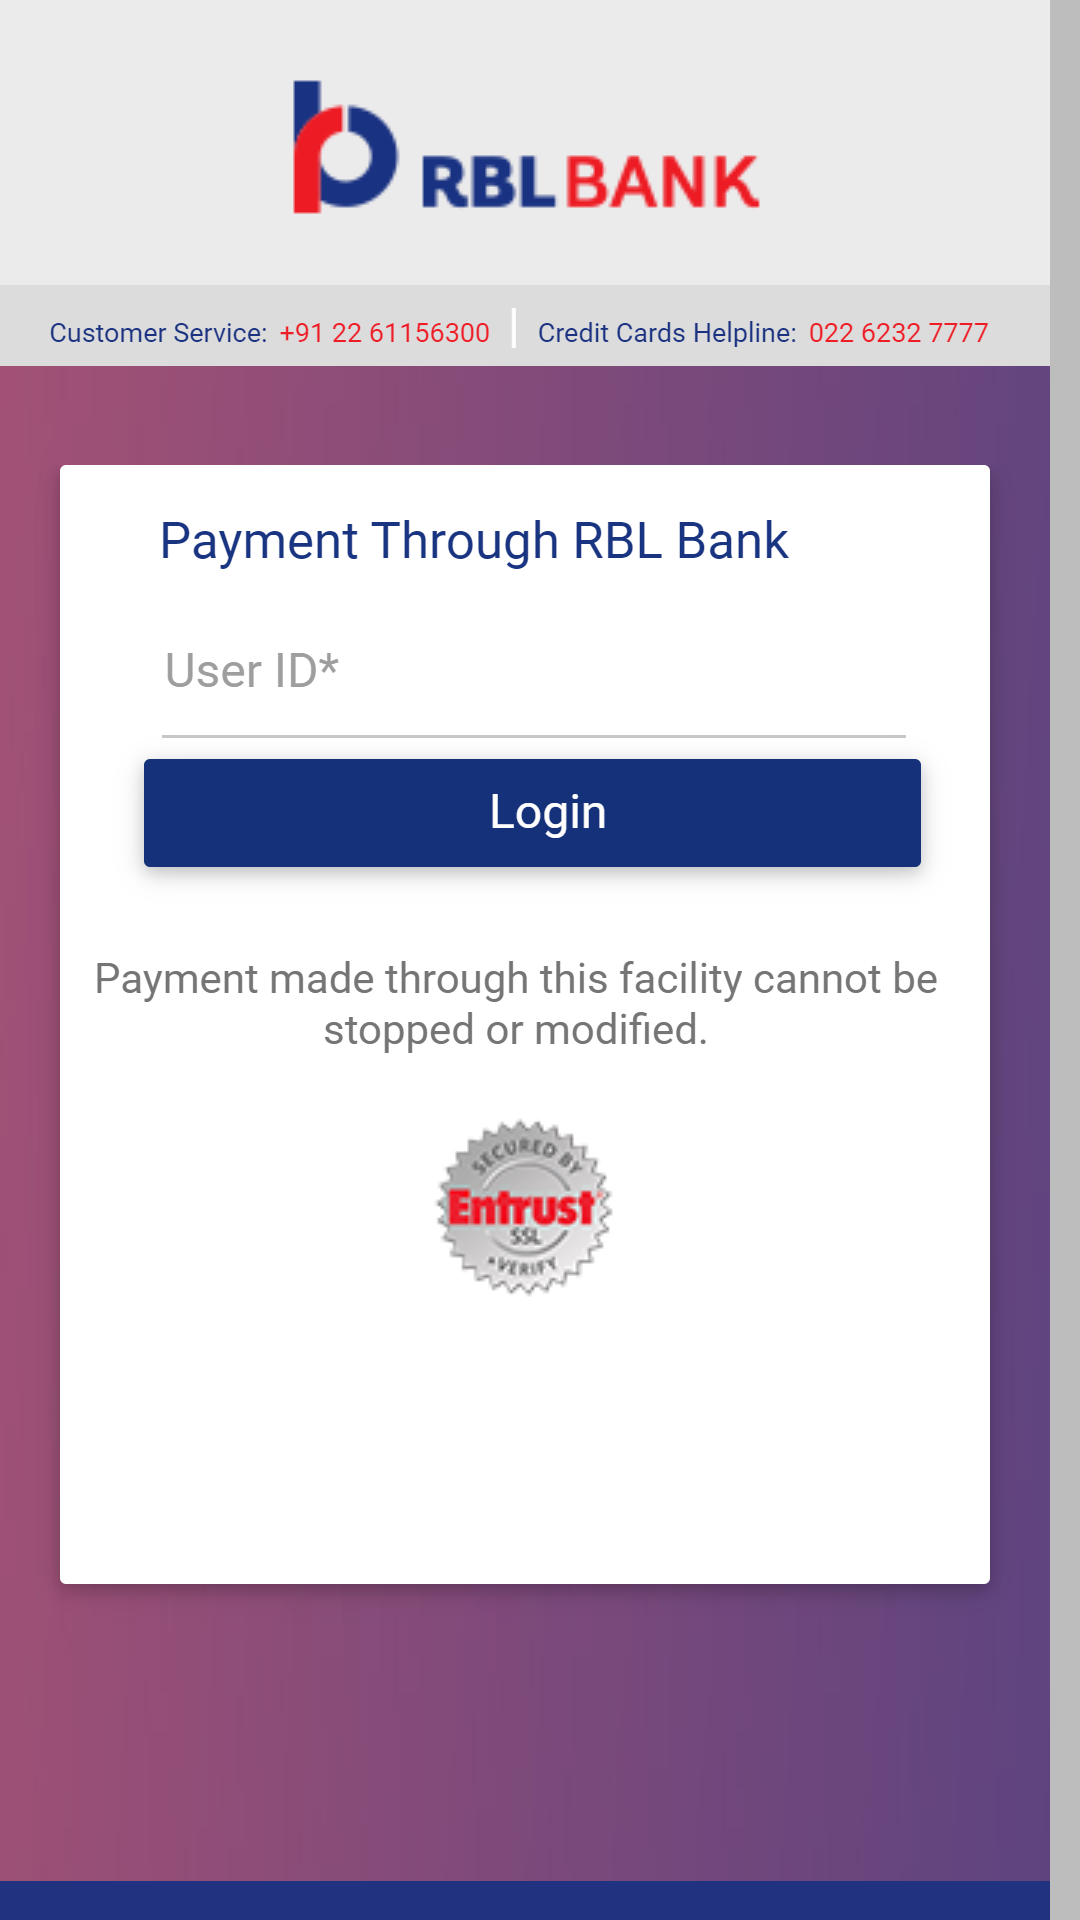 RBL BANK
Customer Service: +91 22 61156300 Credit Cards Helpline: 022 6232 7777
Payment Through RBL Bank
User ID*
Login
Payment made through this facility cannot be
stopped or modified.
SECURED BY
Entrust
SSL
VERIFY